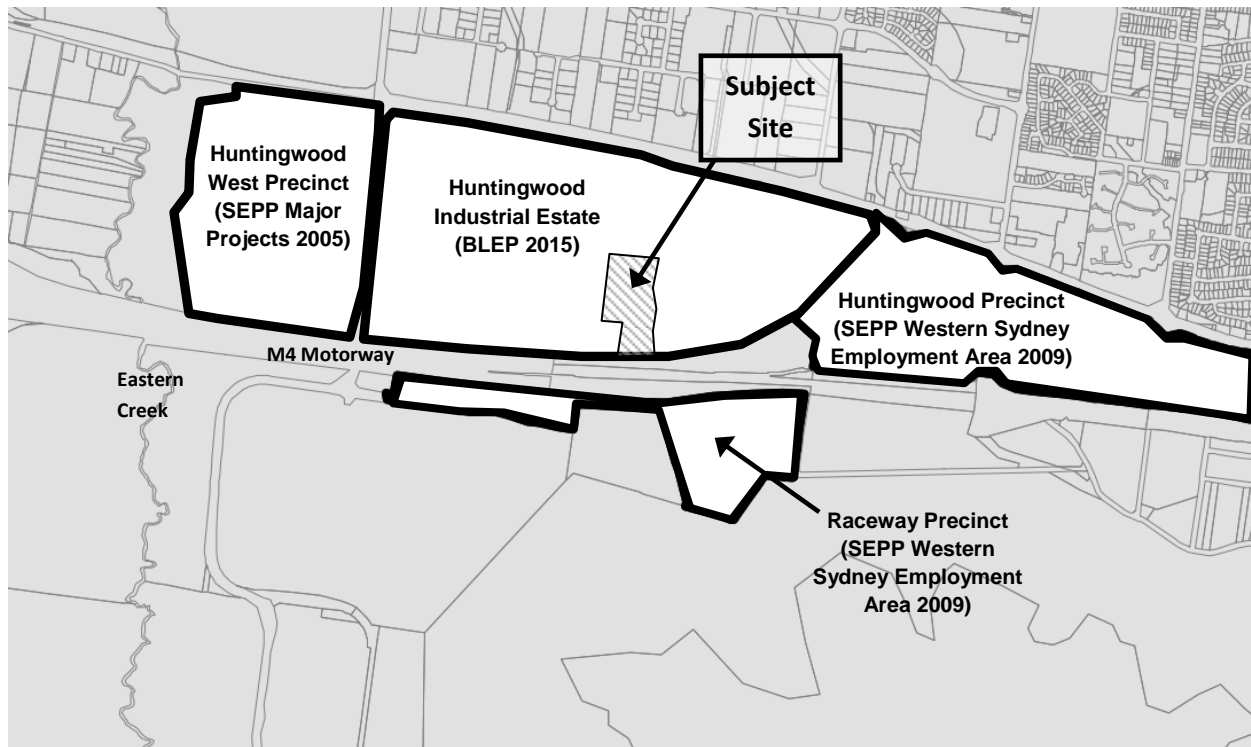 Subject
Site
Huntingwood
West Precinct
(SEPP Major
Projects 2005)
Huntingwood
Industrial Estate
(BLEP 2015)
Huntingwood Precinct
(SEPP Western Sydney
Employment Area 2009)
M4 Motorway
Eastern
Creek
Raceway Precinct
(SEPP Western
Sydney Employment
Area 2009)